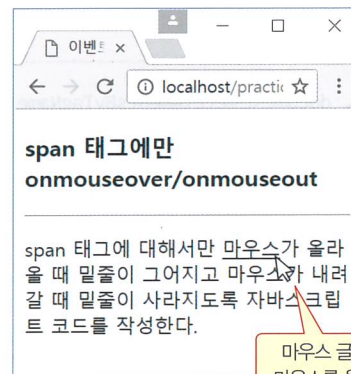 이벤트
localhost/practic
span 태그에만
onmouseover/onmouseout
span 태그에 대해서만 마우스가 올라
올 때 밑줄이 그어지고 마우스가 내려
갈 때 밑줄이 사라지도록 자바스크립
트 코드를 작성한다.
마우스 글